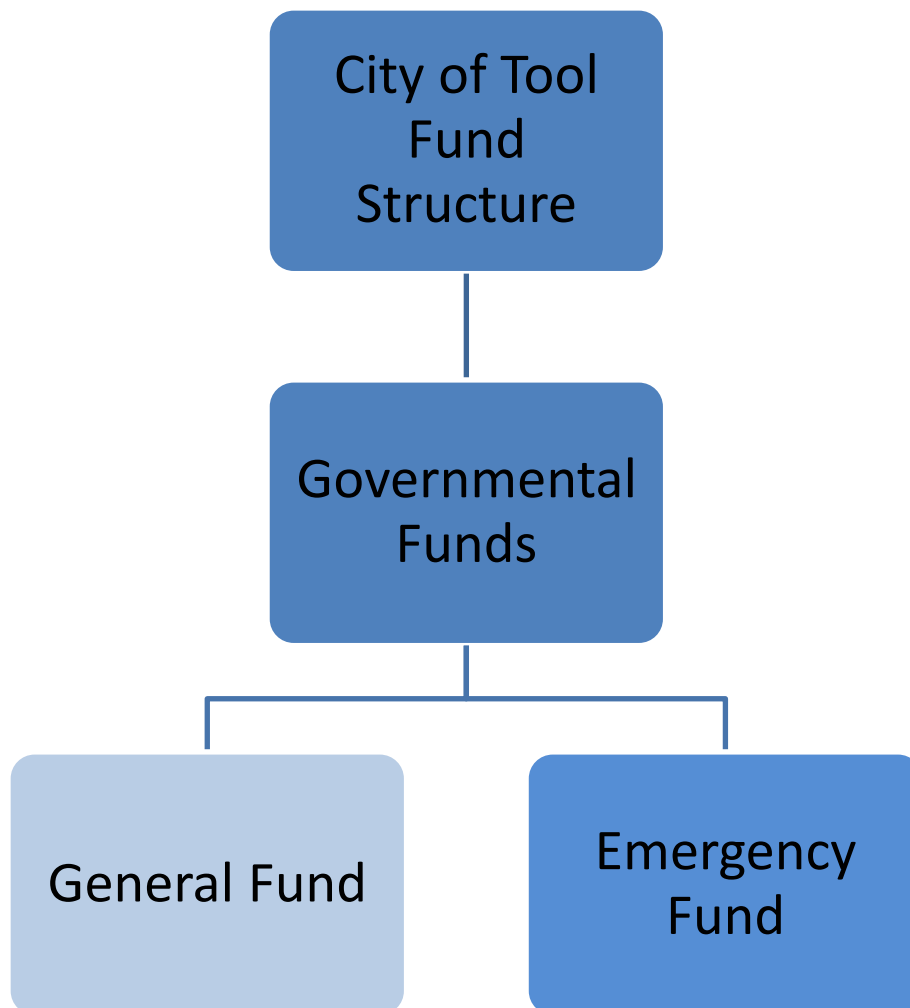 City of Tool
Fund
Structure
Governmental
Funds
General Fund
Emergency
Fund